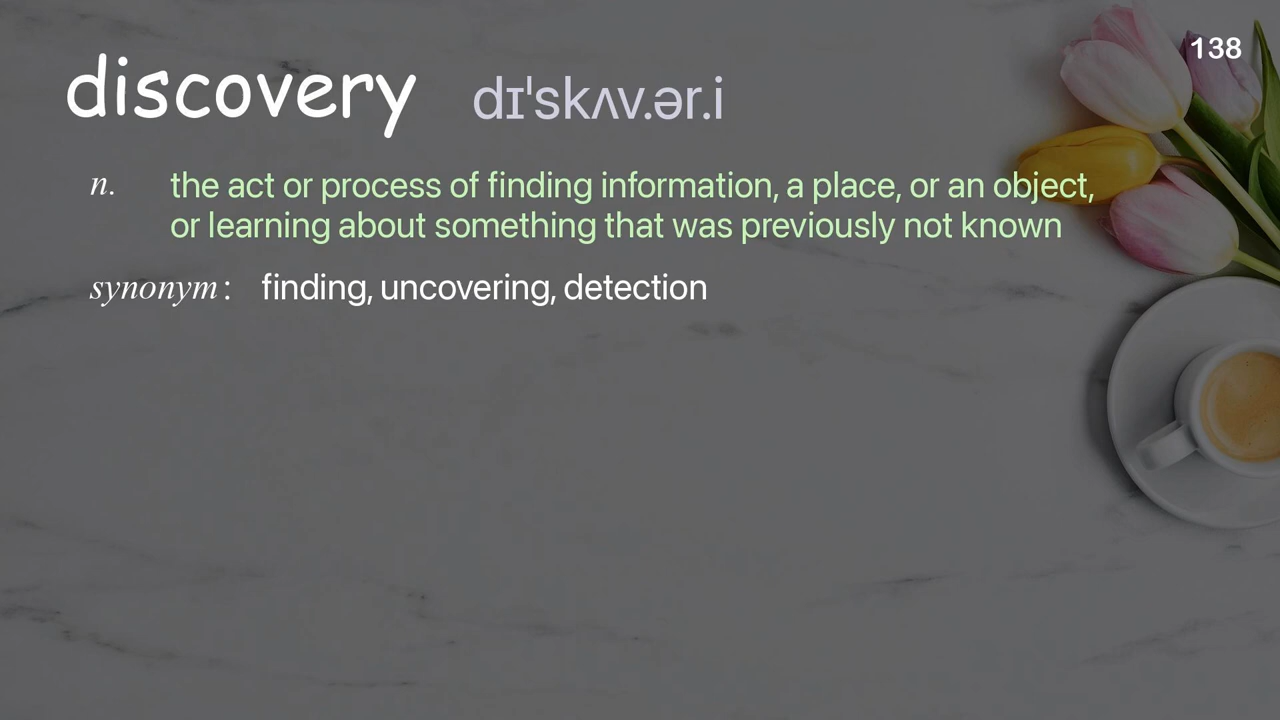 138
discovery dɪˈskʌv.ər.i
n. the act or process of finding information, a place, or an object,
or learning about something that was previously not known
synonym : finding, uncovering, detection